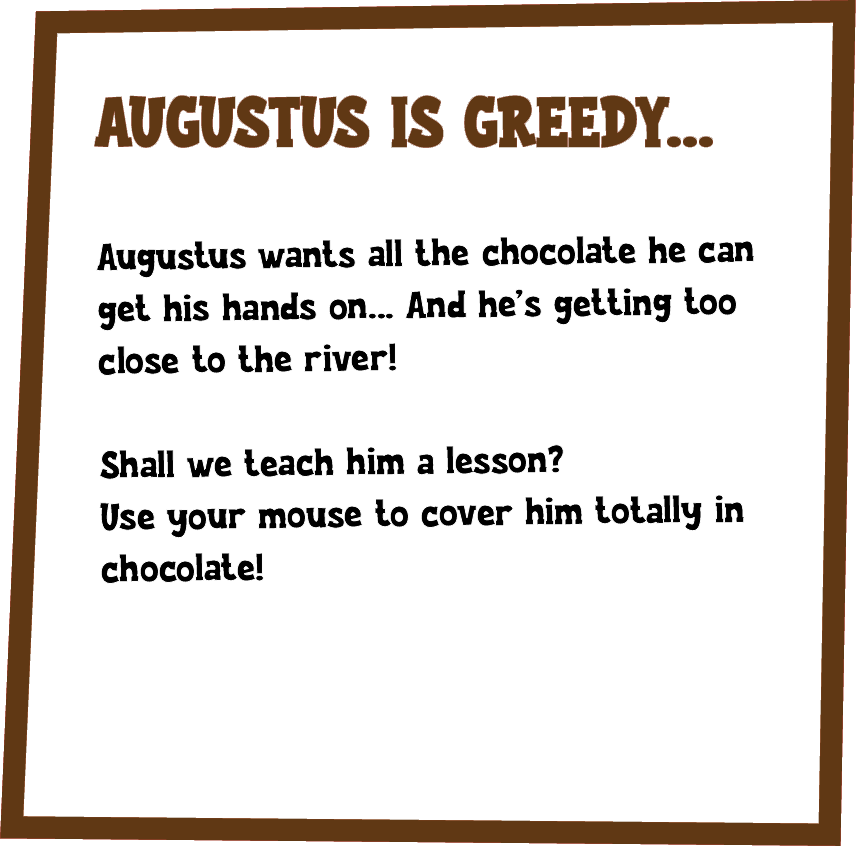 AUGUSTUS IS GREEDY...
Augustus wants all the chocolate he can
get his hands on... And he's getting too
close to the river!
Shall we teach him a lesson?
Use your mouse to cover him totally in
chocolate!